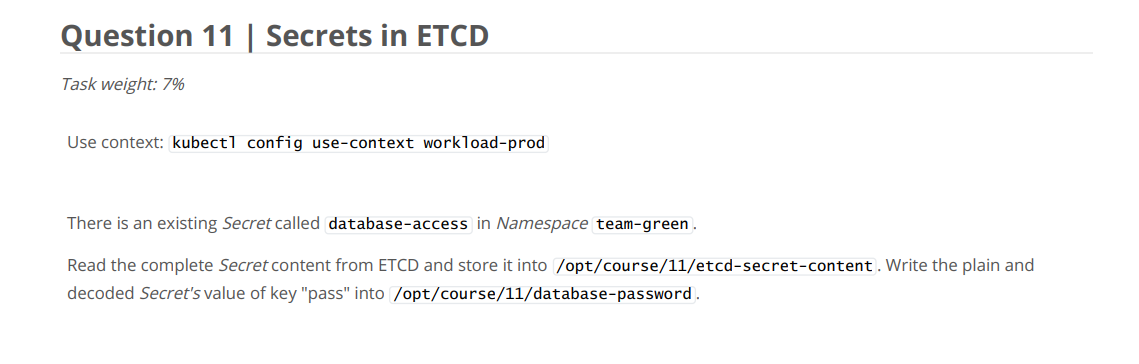 Question 11 | Secrets in ETCD
Task weight: 7%
Use context: kubectl config use-context workload-prod
There is an existing Secret called database-access in Namespace team-green.
Read the complete Secret content from ETCD and store it into /opt/course/11/etcd-secret-content. Write the plain and
decoded Secret's value of key "pass" into /opt/course/11/database-password.